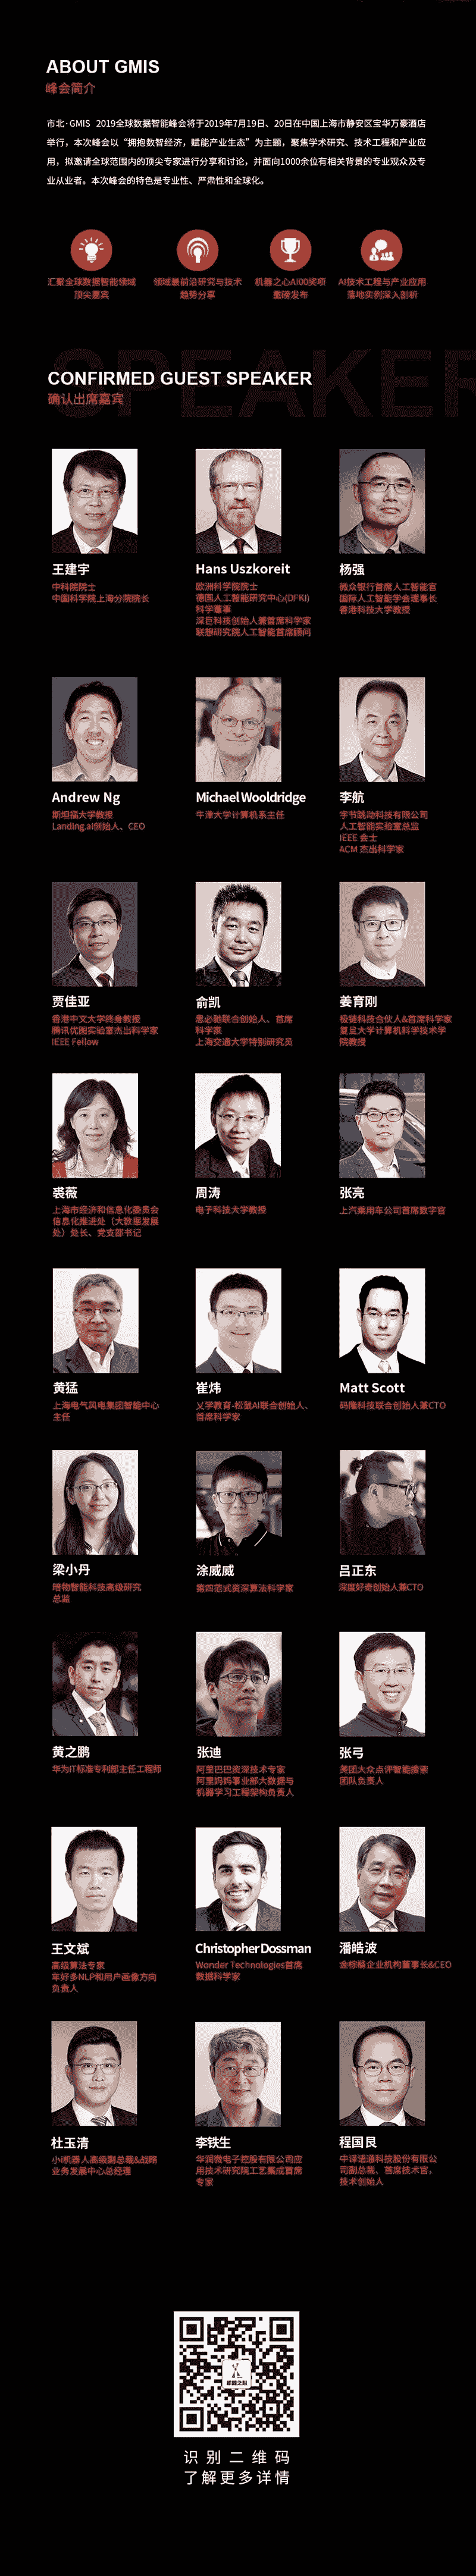 ABOUT GMIS
峰会简介
市北·GMIS 2019全球数据智能峰会将于2019年7月19日、20日在中国上海市静安区宝华万豪酒店
举行，本次峰会以“拥抱数智经济，赋能产业生态”为主题，聚焦学术研究、技术工程和产业应
用，拟邀请全球范围内的顶尖专家进行分享和讨论，并面向1000余位有相关背景的专业观众及专
业从业者。本次峰会的特色是专业性、严肃性和全球化。
汇聚全球数据智能领域
顶尖嘉宾
领域最前沿研究与技术
趋势分享
机器之心AI00奖项
重磅发布
AI技术工程与产业应用
落地实例深入剖析
SPEAKER
CONFIRMED GUEST SPEAKER
确认出席嘉宾
王建宇
中科院院士
中国科学院上海分院院长
Hans Uszkoreit
欧洲科学院院士
德国人工智能研究中心(DFKI)
科学董事
深巨科技创始人兼首席科学家
联想研究院人工智能首席顾问
杨强
微众银行首席人工智能官
国际人工智能学会理事长
香港科技大学教授
Andrew Ng
斯坦福大学教授
Landing.ai创始人、CEO
Michael Wooldridge
牛津大学计算机系主任
李航
字节跳动科技有限公司
人工智能实验室总监
IEEE 会士
ACM 杰出科学家
贾佳亚
香港中文大学终身教授
腾讯优图实验室杰出科学家
IEEE Fellow
俞凯
思必驰联合创始人、首席
科学家
上海交通大学特别研究员
姜育刚
极链科技合伙人&首席科学家
复旦大学计算机科学技术学
院教授
裘薇
上海市经济和信息化委员会
信息化推进处（大数据发展
处）处长、党支部书记
周涛
电子科技大学教授
张亮
上汽乘用车公司首席数字官
黄猛
上海电气风电集团智能中心
主任
崔炜
乂学教育-松鼠AI联合创始人、
首席科学家
Matt Scott
码隆科技联合创始人兼CTO
梁小丹
暗物智能科技高级研究
总监
涂威威
第四范式资深算法科学家
吕正东
深度好奇创始人兼CTO
黄之鹏
华为IT标准专利部主任工程师
张迪
阿里巴巴资深技术专家
阿里妈妈事业部大数据与
机器学习工程架构负责人
张弓
美团大众点评智能搜索
团队负责人
王文斌
高级算法专家
车好多NLP和用户画像方向
负责人
Christopher Dossman
Wonder Technologies首席
数据科学家
潘皓波
金棕榈企业机构董事长&CEO
杜玉清
小i机器人高级副总裁&战略
业务发展中心总经理
李铁生
华润微电子控股有限公司应
用技术研究院工艺集成首席
专家
程国艮
中译语通科技股份有限公
司副总裁、首席技术官，
技术创始人
机器之心
识别二维码
了解更多详情